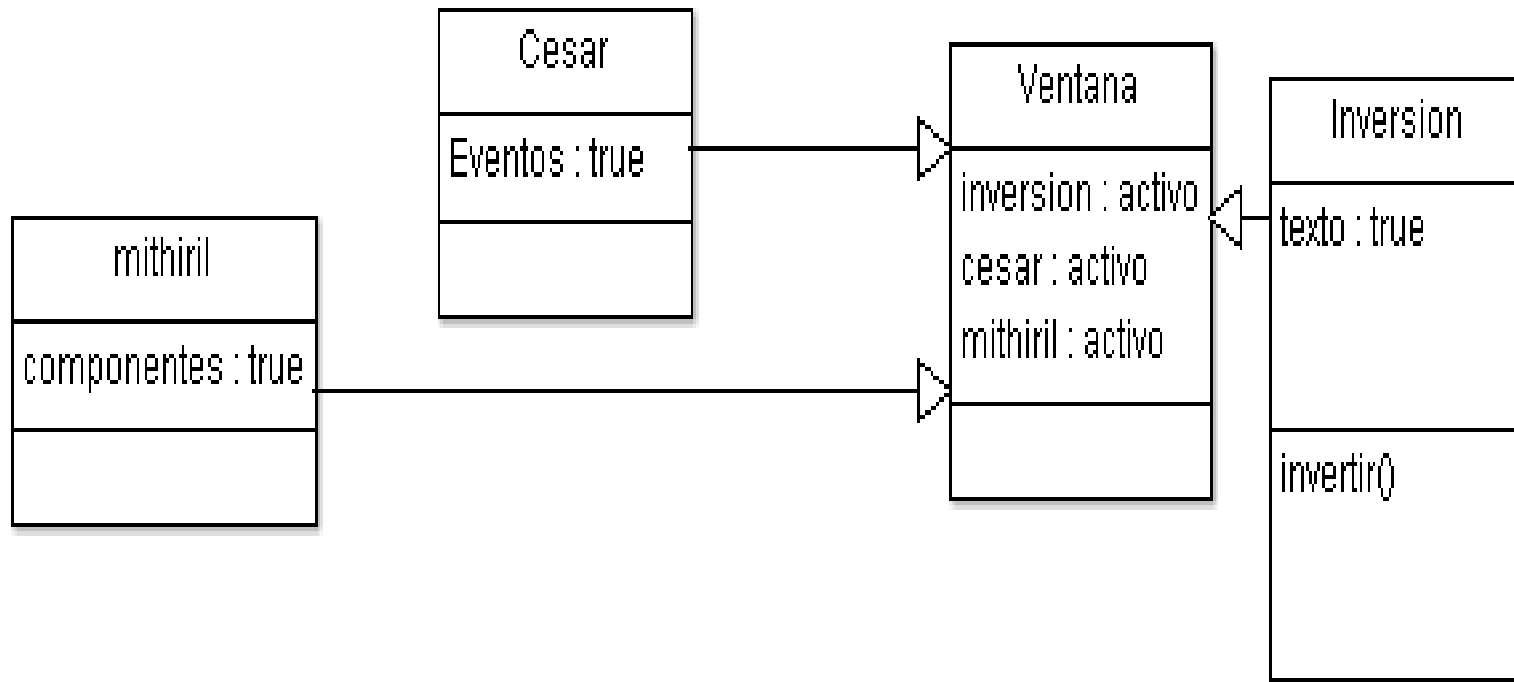 Cesar
Eventos : true
mithiril
componentes : true
Ventana
inversion : activo
cesar : activo
mithiril : activo
Inversion
texto : true
invertir()